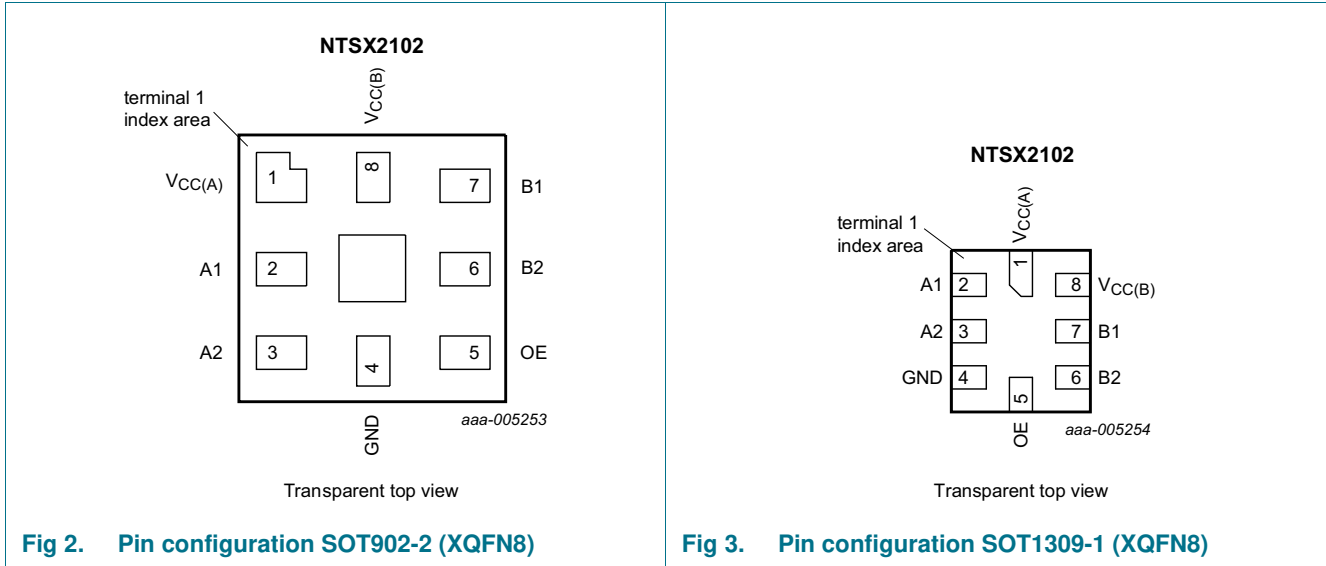 NTSX2102
VCC(B)
terminal 1
index area
VCC(A) 1 8 7 B1
A1 2 6 B2
A2 3 4 5 OE
GND
aaa-005253
Transparent top view
Fig 2. Pin configuration SOT902-2 (XQFN8)
NTSX2102
VCC(A)
terminal 1
index area
1
A1 2 8 VCC(B)
A2 3 7 B1
GND 4 6 B2
5
OE
aaa-005254
Transparent top view
Fig 3. Pin configuration SOT1309-1 (XQFN8)